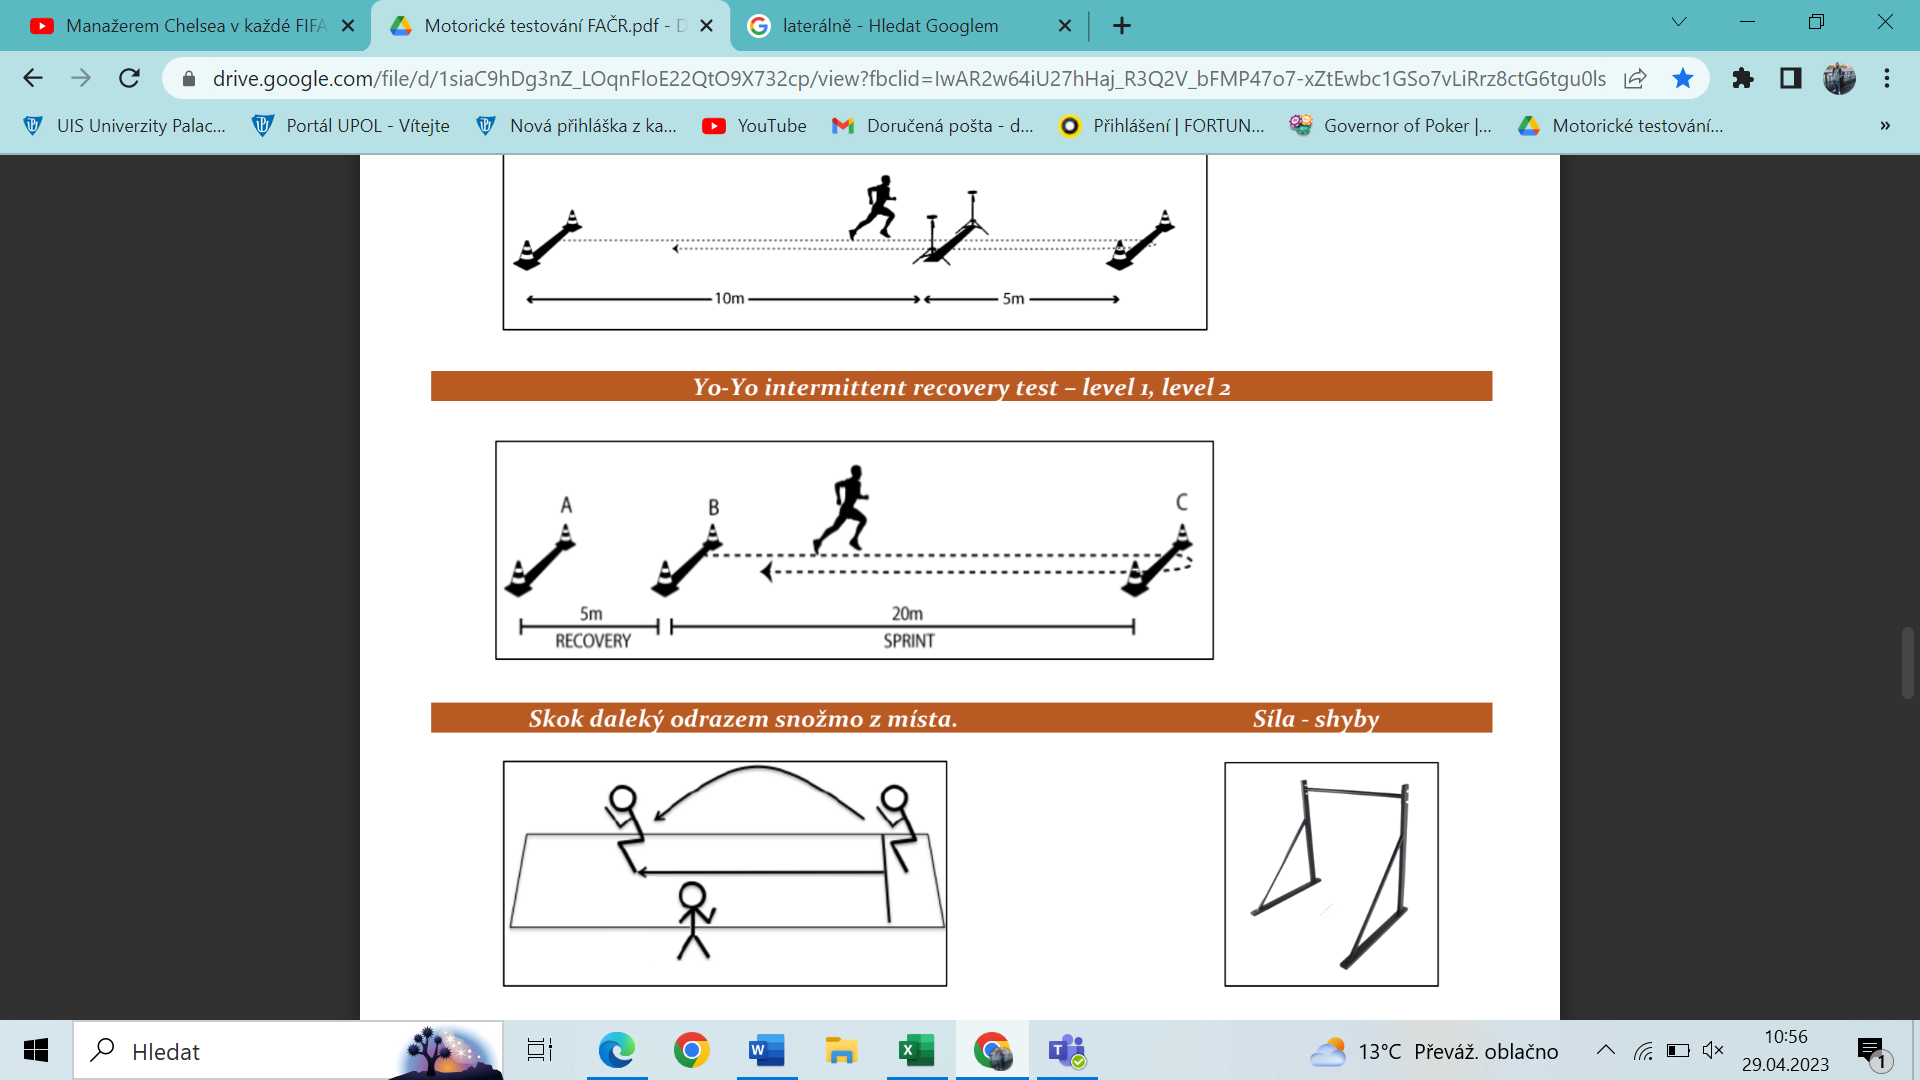 Manažerem Chelsea v každé FIFA
Motorické testování FAČR.pdf - D
laterálně - Hledat Googlem
drive.google.com/file/d/1siaC9hDg3nZ_LOqnFloE22QtO9X732cp/view?fbclid=IwAR2w64iU27hHaj_R3Q2V_bFMP47o7-xZtEwbc1GSo7vLiRrz8ctG6tgu0ls
UIS Univerzity Palac...
Portál UPOL - Vítejte
Nová přihláška z ka...
YouTube
Doručená pošta - d...
Přihlášení | FORTUN...
Governor of Poker |...
Motorické testování...
»
10m
5m
Yo-Yo intermittent recovery test – level 1, level 2
A
B
C
5m
20m
RECOVERY
SPRINT
Skok daleký odrazem snožmo z místa.
Síla - shyby
Hledat
13°C Převáž. oblačno
10:56
29.04.2023
1